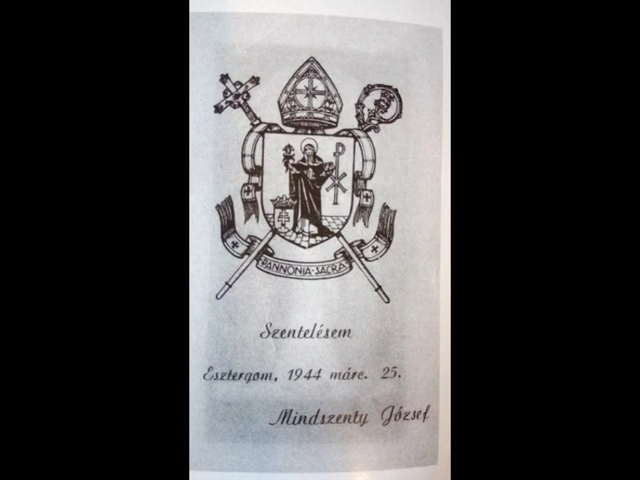 PANNONIA·SACRA
Szentelésem
Esztergom, 1944 márc. 25.
Mindszenty József